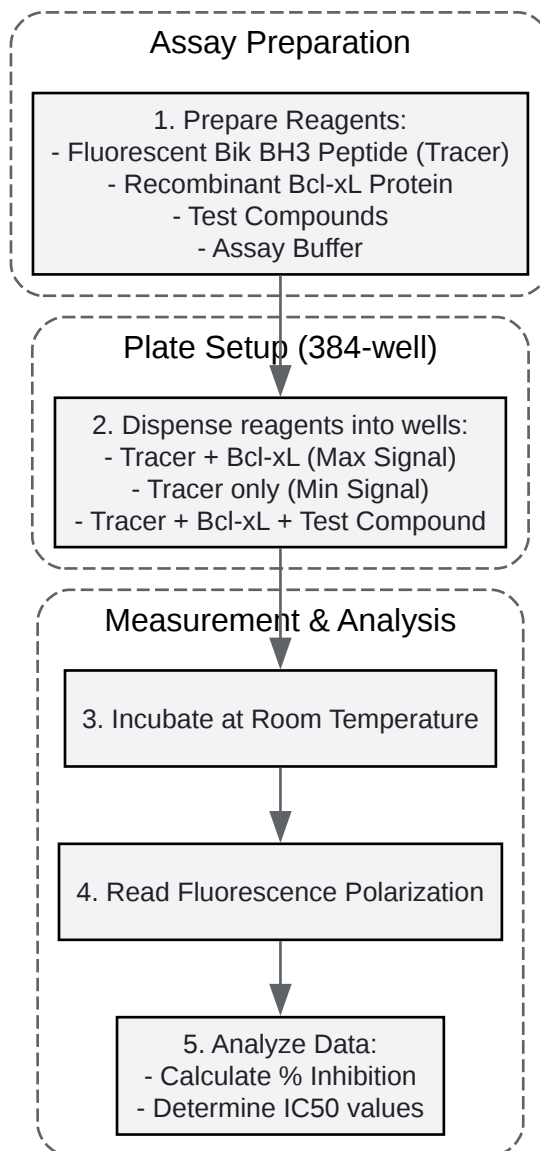 Assay Preparation
1. Prepare Reagents:
- Fluorescent Bik BH3 Peptide (Tracer)
- Recombinant Bcl-xL Protein
- Test Compounds
- Assay Buffer
Plate Setup (384-well)
2. Dispense reagents into wells:
- Tracer + Bcl-xL (Max Signal)
- Tracer only (Min Signal)
- Tracer + Bcl-xL + Test Compound
Measurement & Analysis
3. Incubate at Room Temperature
4. Read Fluorescence Polarization
5. Analyze Data:
- Calculate % Inhibition
- Determine IC50 values